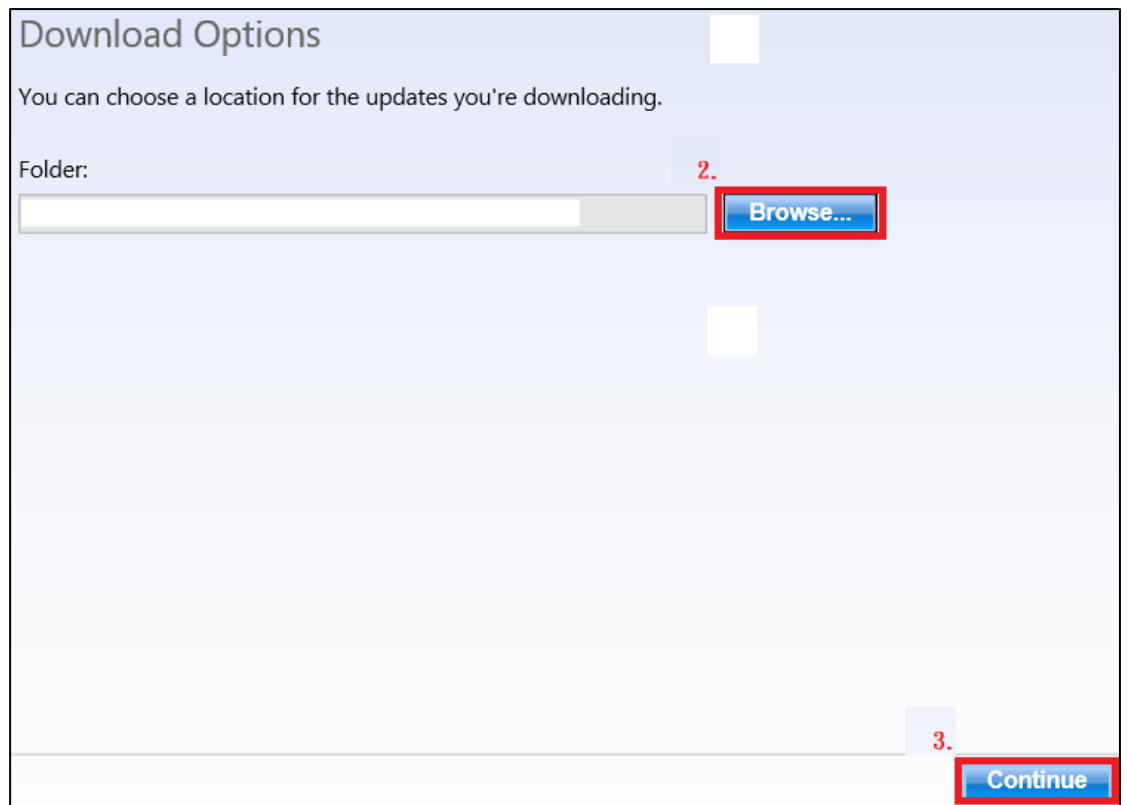 Download Options
You can choose a location for the updates you're downloading.
Folder:
2.
Browse...
3.
Continue